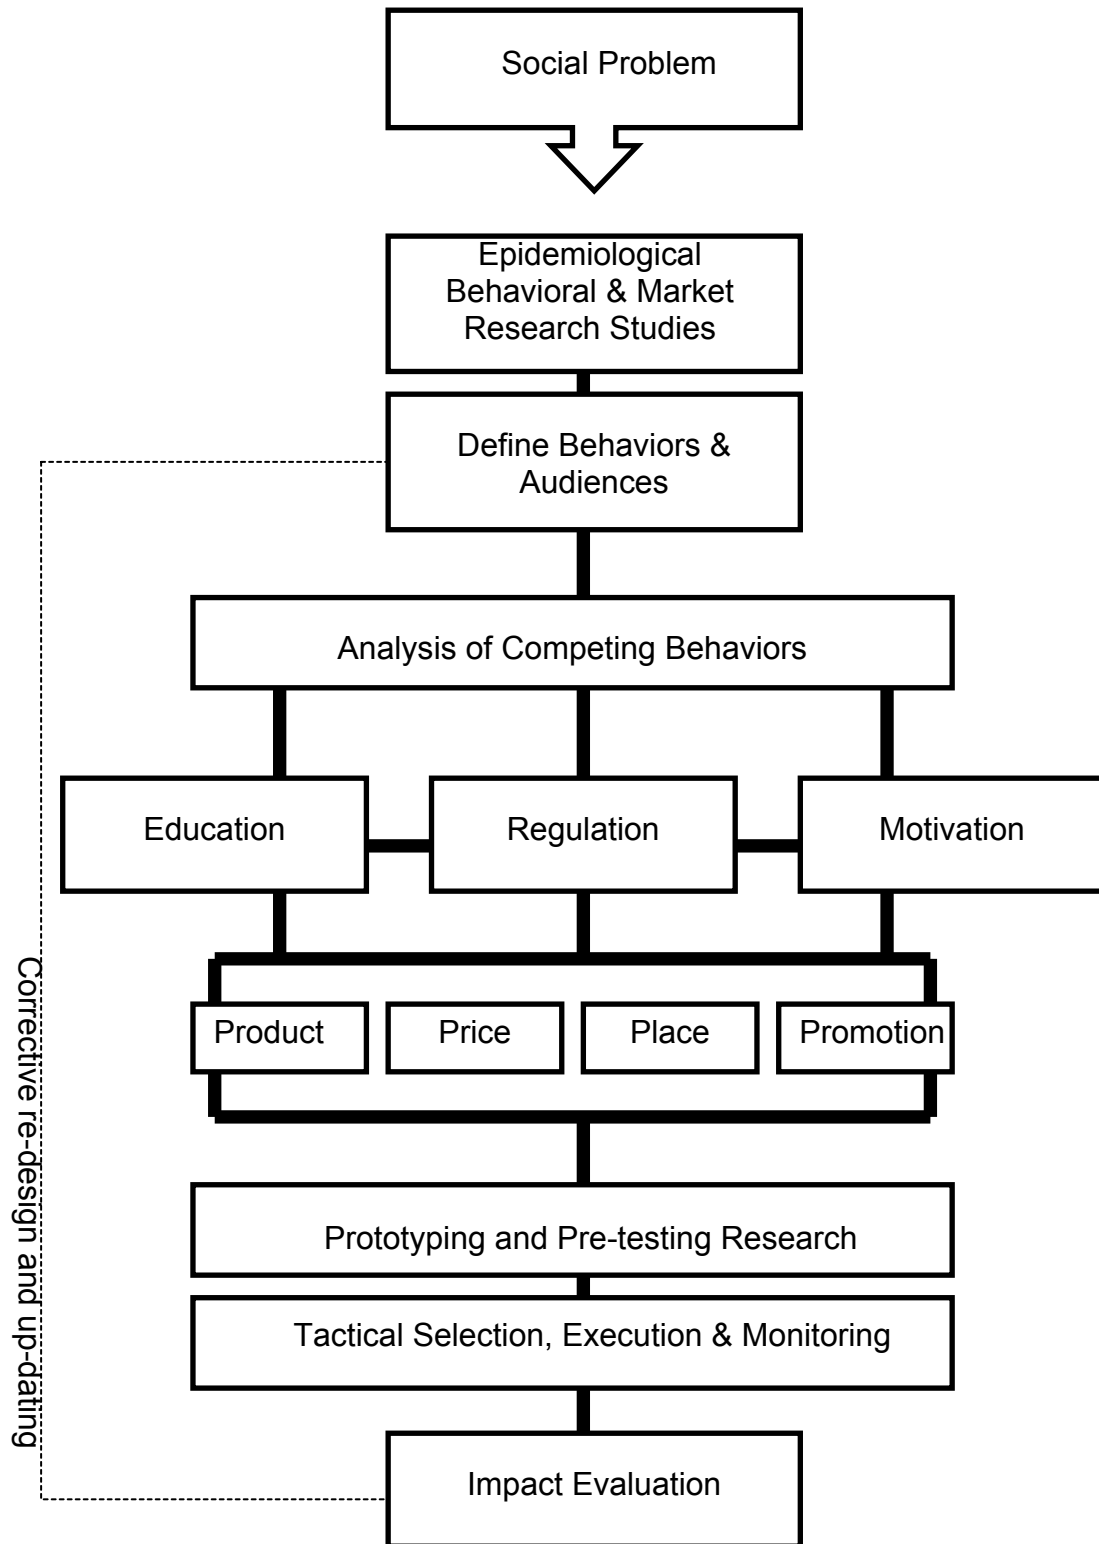 Social Problem
Epidemiological
Behavioral & Market
Research Studies
Define Behaviors &
Audiences
Analysis of Competing Behaviors
Education
Regulation
Motivation
Product
Price
Place
Promotion
Prototyping and Pre-testing Research
Tactical Selection, Execution & Monitoring
Impact Evaluation
Corrective re-design and up-dating